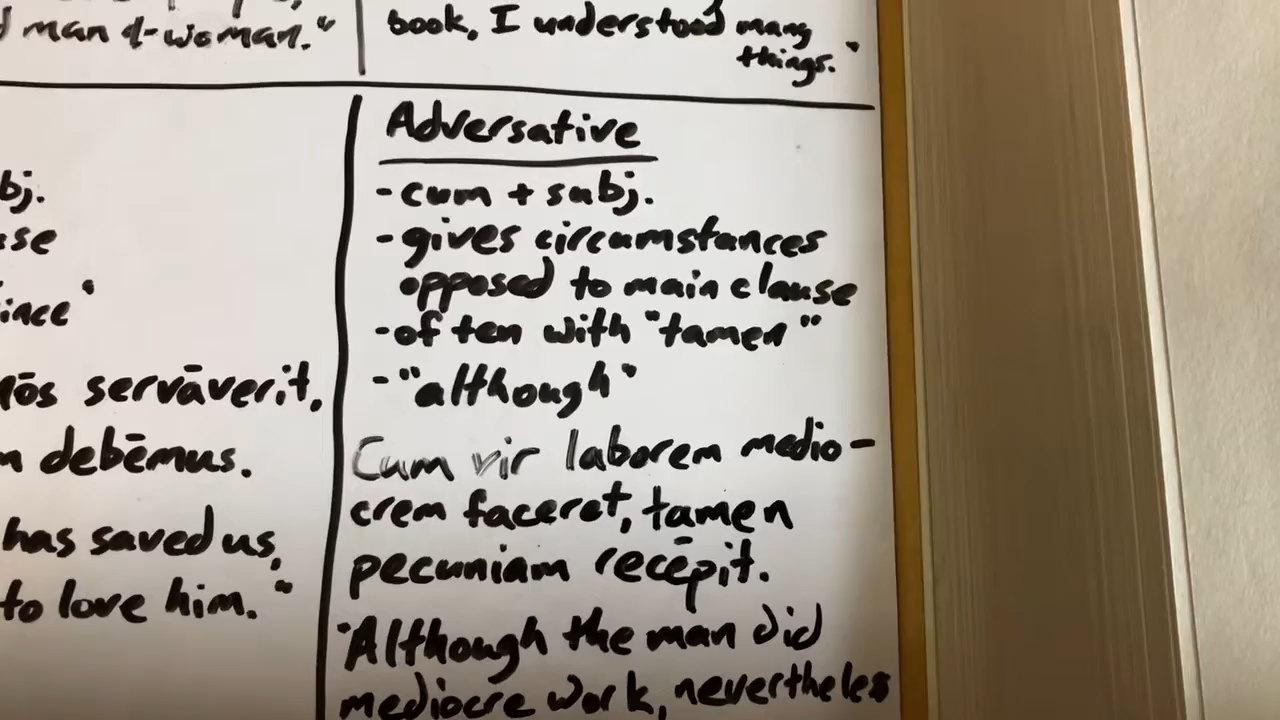 man & woman."
book, I understood many
things."
bj.
se
ince"
nōs servāverit,
debēmus.
has saved us,
to love him."
Adversative
- cum + subj.
- gives circumstances
opposed to main clause
- often with "tamen"
- "although"
Cum vir laborem medio-
crem faceret, tamen
pecuniam recēpit.
"Although the man did
mediocre work, nevertheless